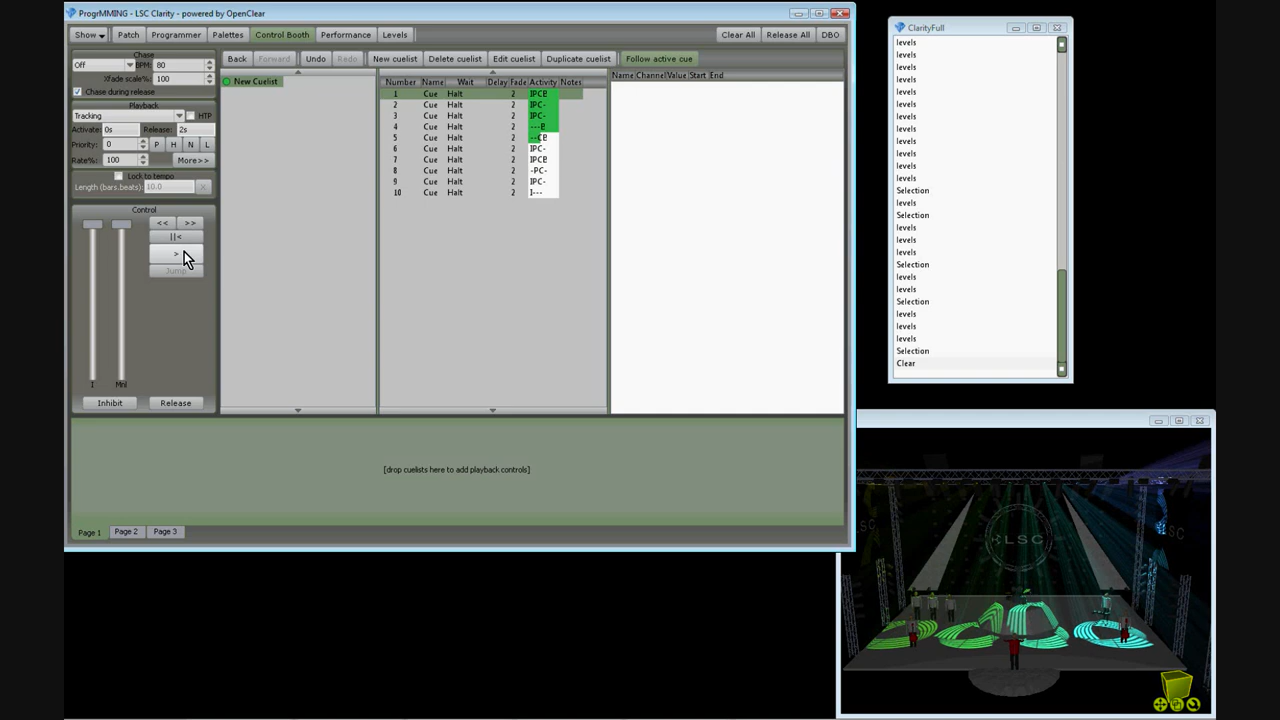 ProgrMMING - LSC Clarity - powered by OpenClear
Show Patch Programmer Palettes Control Booth Performance Levels Clear All Release All DBO
Chase
Off BPM: 80
Xfade scale% 100
Chase during release
Playback
Tracking HTP
Activate: 0s Release: 2s
Priority: 0 P H N L
Rate%: 100 More>>
Lock to tempo
Length (bars.beats): 10.0 X
Control
<< >>
||<
>
Jump
I Mnl
Inhibit Release
Back Forward Undo Redo New cuelist Delete cuelist Edit cuelist Duplicate cuelist Follow active cue
New Cuelist
Number Name Wait Delay Fade Activity Notes
1 Cue Halt 2 IPCB
2 Cue Halt 2 IPC-
3 Cue Halt 2 IPC-
4 Cue Halt 2 ---B
5 Cue Halt 2 --CB
6 Cue Halt 2 IPC-
7 Cue Halt 2 IPCB
8 Cue Halt 2 -PC-
9 Cue Halt 2 IPC-
10 Cue Halt 2 I---
Name Channel Value Start End
[drop cuelists here to add playback controls]
Page 1 Page 2 Page 3
ClarityFull
levels
levels
levels
levels
levels
levels
levels
levels
levels
levels
levels
levels
Selection
levels
Selection
levels
levels
levels
Selection
levels
levels
Selection
levels
levels
levels
Selection
Clear
LSC
LSC